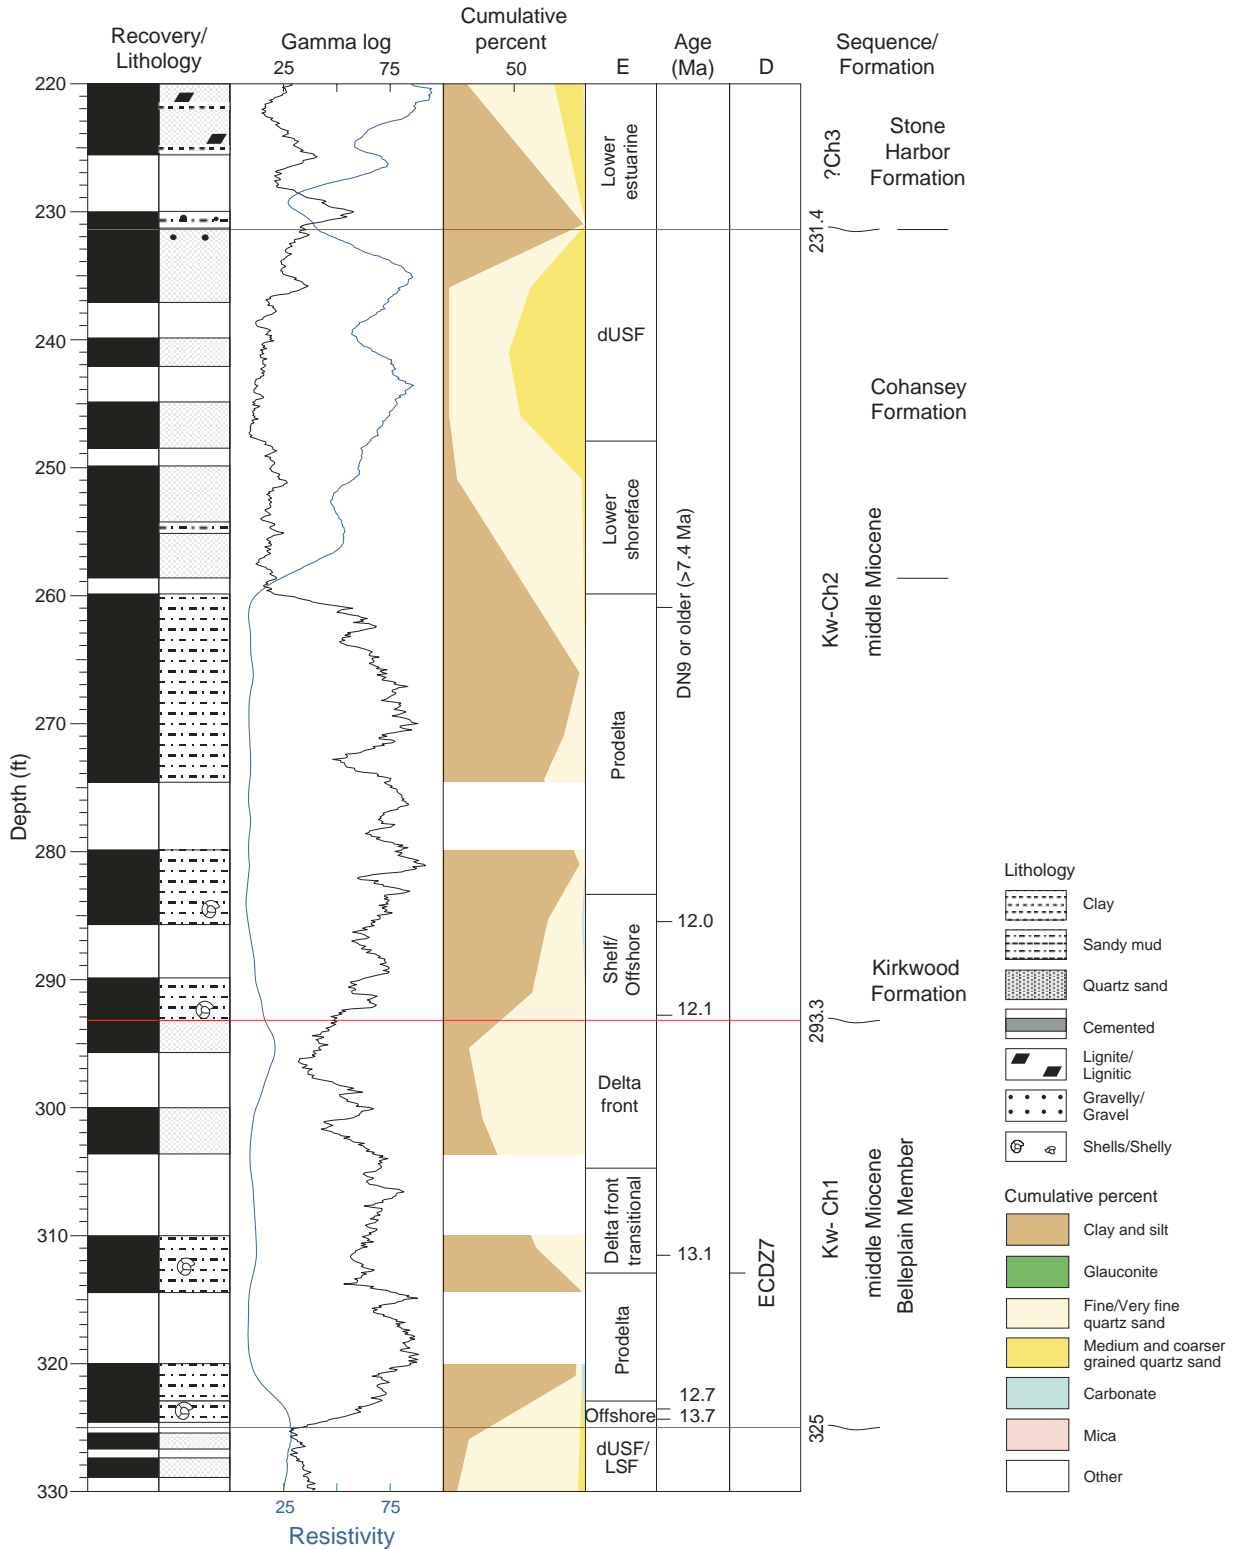 Recovery/
Lithology
Gamma log
25
75
Cumulative
percent
50
E
Age
(Ma)
D
Sequence/
Formation
Depth (ft)
220
230
240
250
260
270
280
290
300
310
320
330
25
75
Resistivity
Lower
estuarine
dUSF
Lower
shoreface
Prodelta
Shelf/
Offshore
Delta
front
Delta front
transitional
Prodelta
Offshore
dUSF/
LSF
DN9 or older (>7.4 Ma)
12.0
12.1
13.1
12.7
13.7
ECDZ7
?Ch3
231.4
Kw-Ch2
293.3
Kw- Ch1
325
Stone
Harbor
Formation
Cohansey
Formation
middle Miocene
Kirkwood
Formation
middle Miocene
Belleplain Member
Lithology
Clay
Sandy mud
Quartz sand
Cemented
Lignite/
Lignitic
Gravelly/
Gravel
Shells/Shelly
Cumulative percent
Clay and silt
Glauconite
Fine/Very fine
quartz sand
Medium and coarser
grained quartz sand
Carbonate
Mica
Other